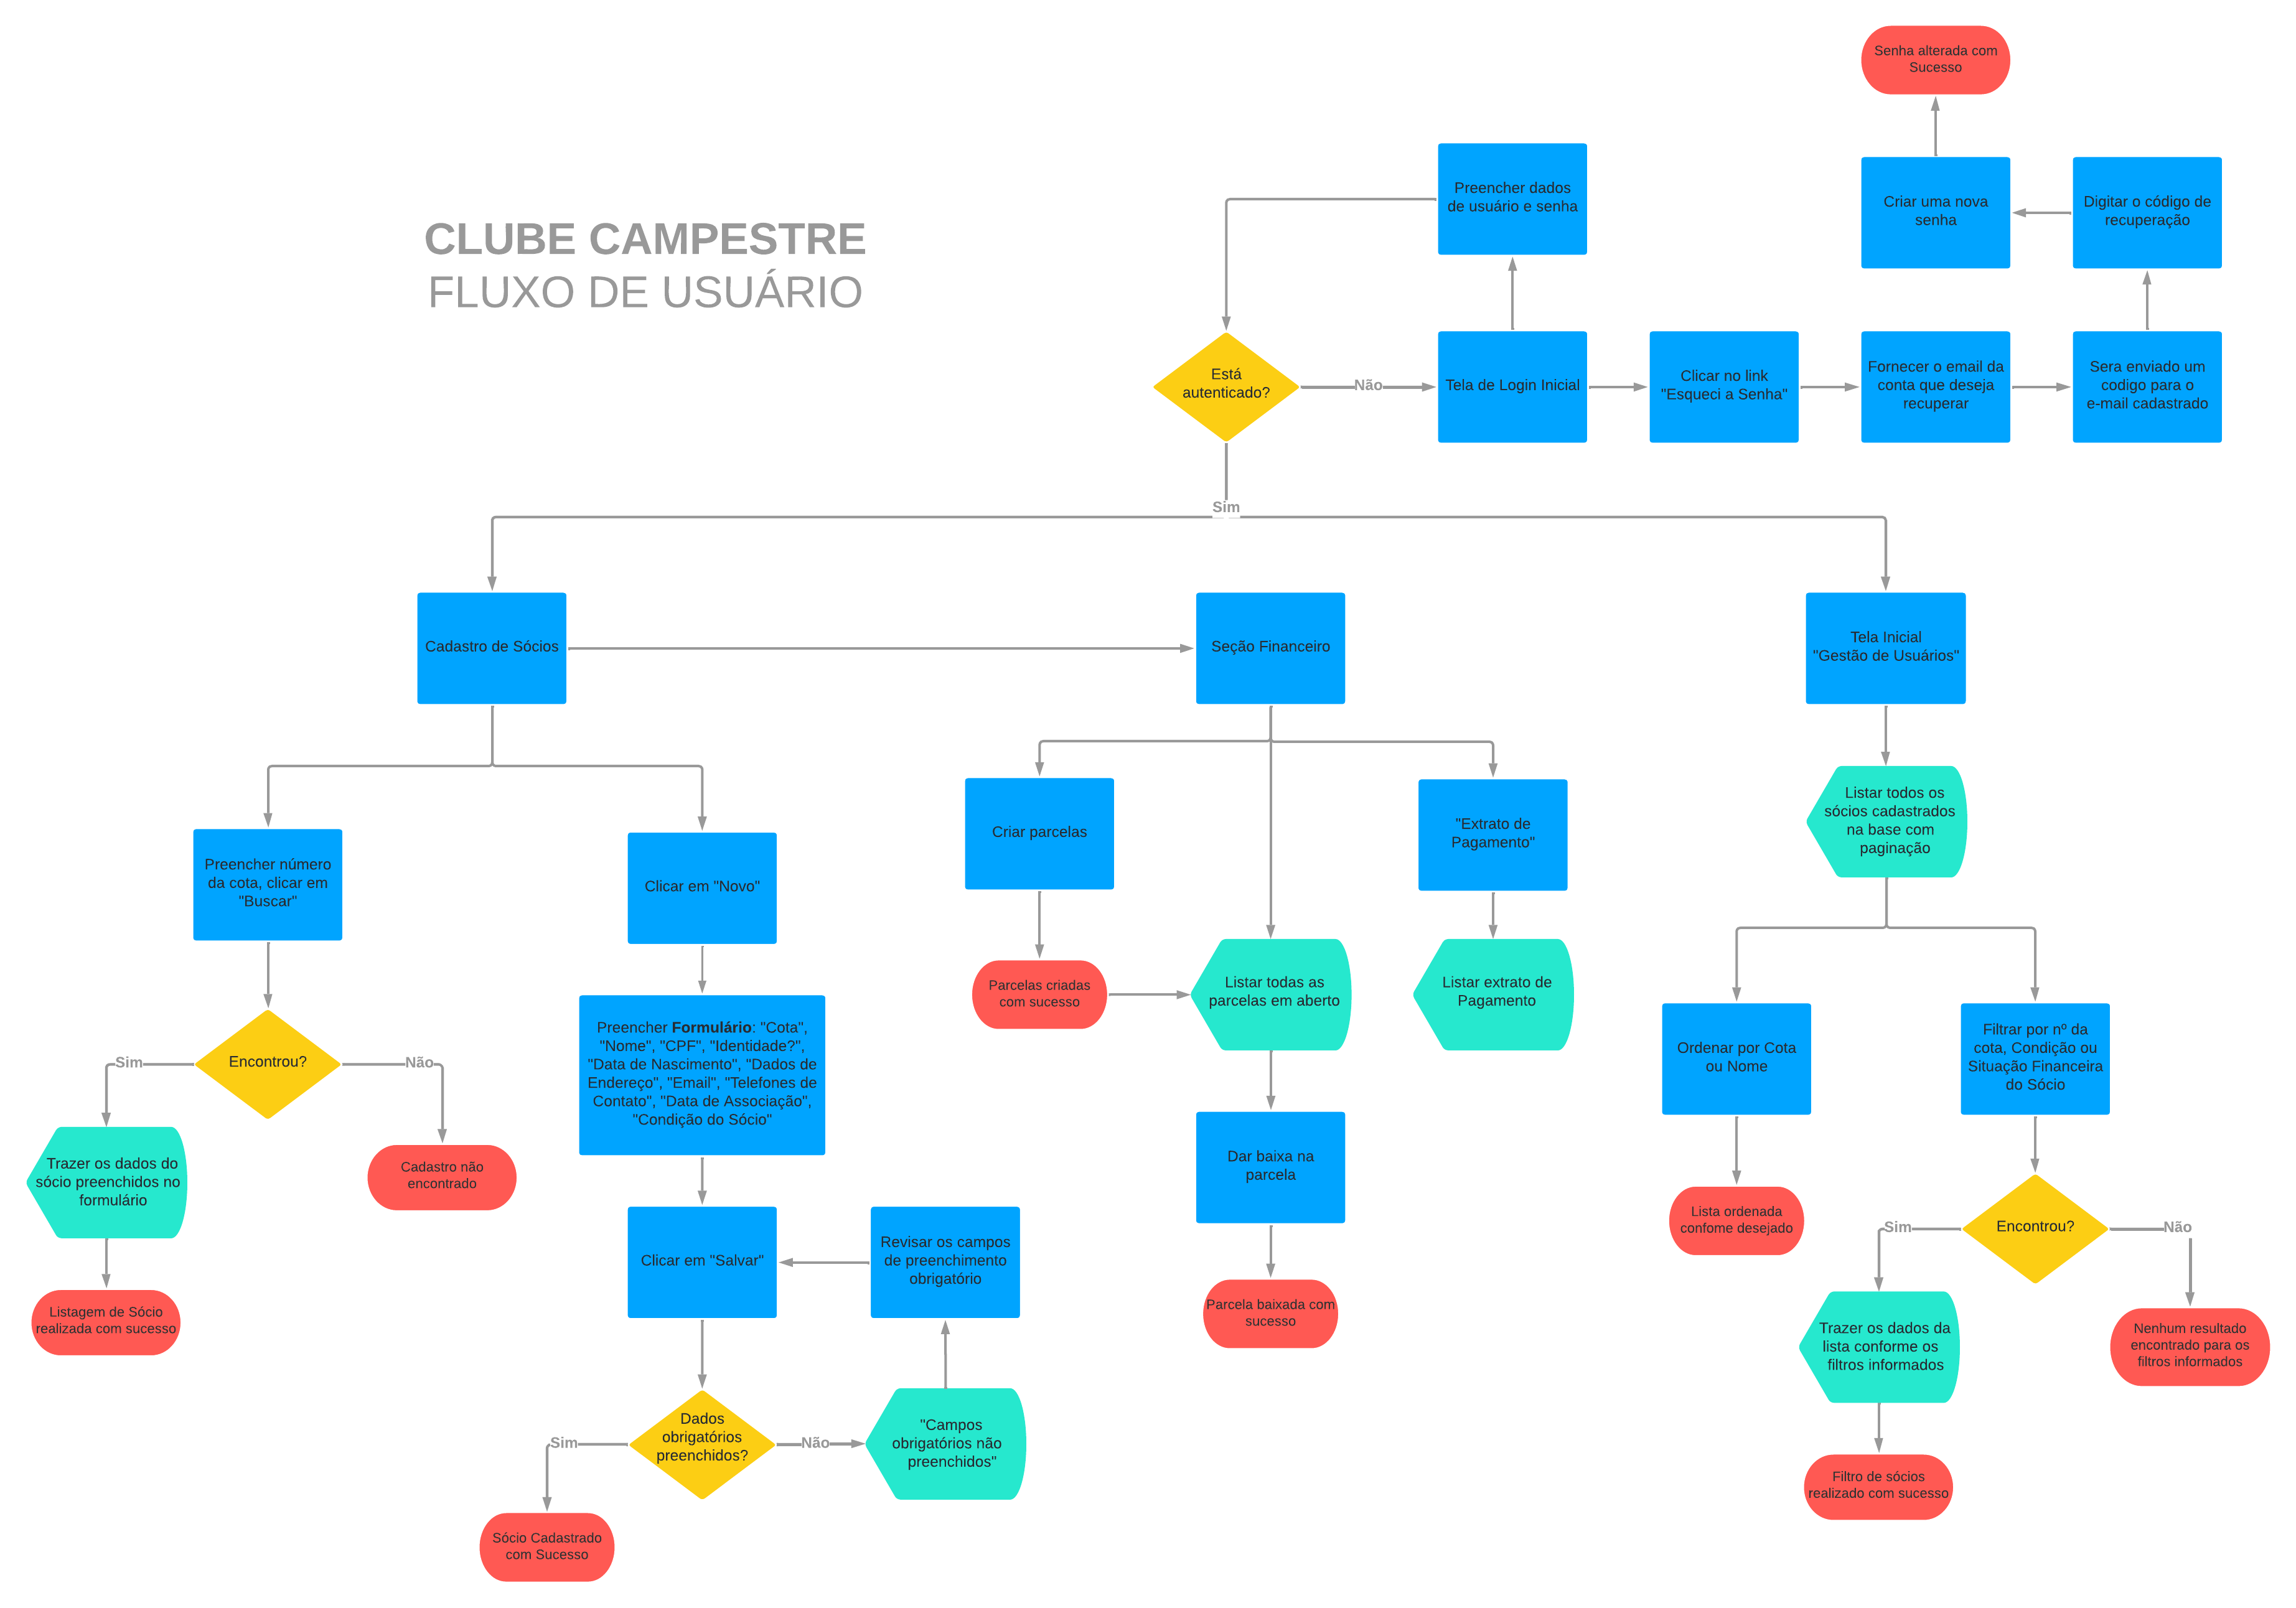 Senha alterada com
Sucesso
Preencher dados
de usuário e senha
Criar uma nova
senha
Digitar o código de
recuperação
CLUBE CAMPESTRE
FLUXO DE USUÁRIO
Está
autenticado?
Não
Tela de Login Inicial
Clicar no link
"Esqueci a Senha"
Fornecer o email da
conta que deseja
recuperar
Sera enviado um
codigo para o
e-mail cadastrado
Sim
Cadastro de Sócios
Seção Financeiro
Tela Inicial
"Gestão de Usuários"
Listar todos os
sócios cadastrados
na base com
paginação
Preencher número
da cota, clicar em
"Buscar"
Clicar em "Novo"
Criar parcelas
"Extrato de
Pagamento"
Parcelas criadas
com sucesso
Listar todas as
parcelas em aberto
Listar extrato de
Pagamento
Preencher Formulário: "Cota",
"Nome", "CPF", "Identidade?",
"Data de Nascimento", "Dados de
Endereço", "Email", "Telefones de
Contato", "Data de Associação",
"Condição do Sócio"
Ordenar por Cota
ou Nome
Filtrar por nº da
cota, Condição ou
Situação Financeira
do Sócio
Sim
Encontrou?
Não
Trazer os dados do
sócio preenchidos no
formulário
Cadastro não
encontrado
Dar baixa na
parcela
Lista ordenada
confome desejado
Sim
Encontrou?
Não
Clicar em "Salvar"
Revisar os campos
de preenchimento
obrigatório
Listagem de Sócio
realizada com sucesso
Parcela baixada com
sucesso
Trazer os dados da
lista conforme os
filtros informados
Nenhum resultado
encontrado para os
filtros informados
Sim
Dados
obrigatórios
preenchidos?
Não
"Campos
obrigatórios não
preenchidos"
Filtro de sócios
realizado com sucesso
Sócio Cadastrado
com Sucesso